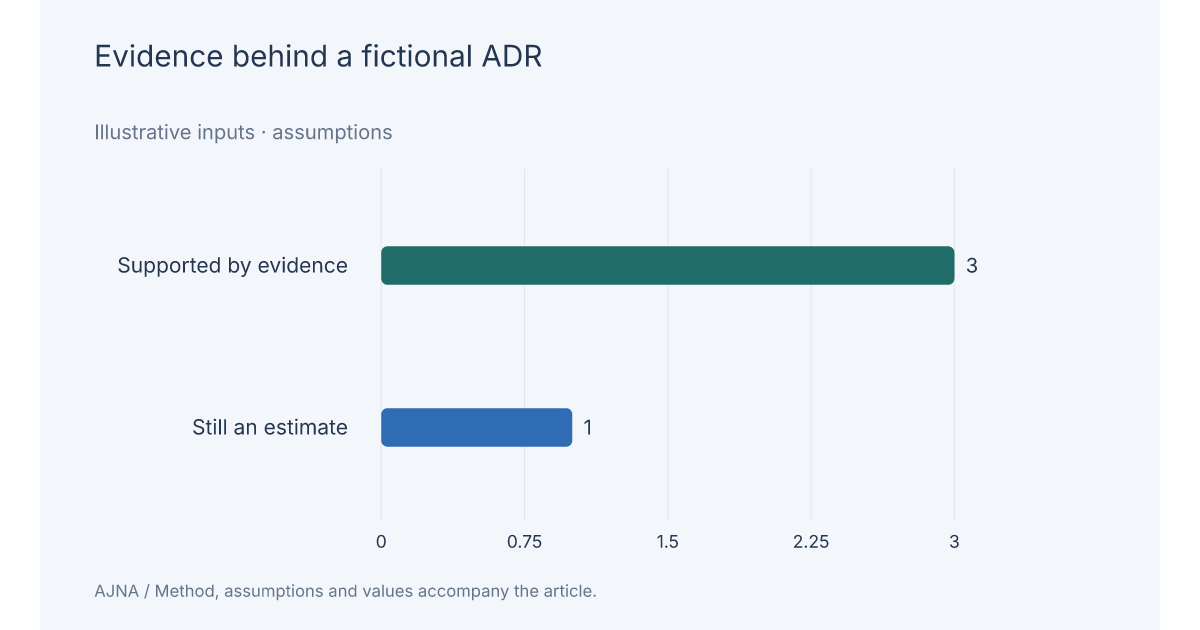 Evidence behind a fictional ADR
Illustrative inputs · assumptions
Supported by evidence
3
Still an estimate
1
0
0.75
1.5
2.25
3
AJNA / Method, assumptions and values accompany the article.